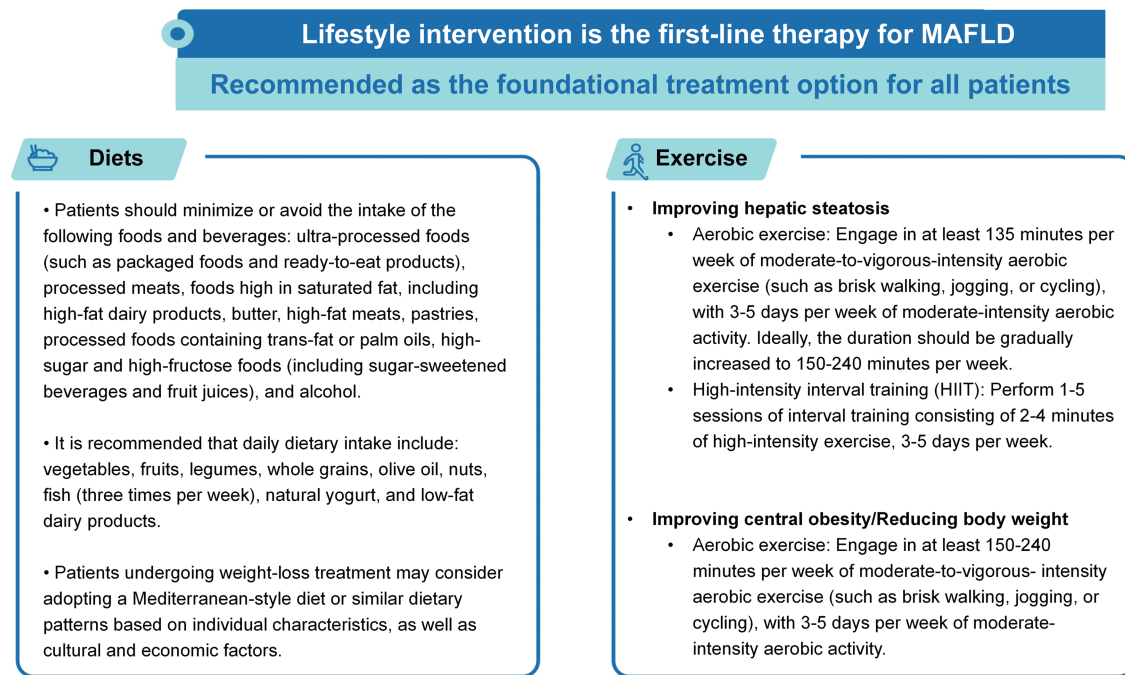 Lifestyle intervention is the first-line therapy for MAFLD
Recommended as the foundational treatment option for all patients
Diets
• Patients should minimize or avoid the intake of the
following foods and beverages: ultra-processed foods
(such as packaged foods and ready-to-eat products),
processed meats, foods high in saturated fat, including
high-fat dairy products, butter, high-fat meats, pastries,
processed foods containing trans-fat or palm oils, high-
sugar and high-fructose foods (including sugar-sweetened
beverages and fruit juices), and alcohol.
• It is recommended that daily dietary intake include:
vegetables, fruits, legumes, whole grains, olive oil, nuts,
fish (three times per week), natural yogurt, and low-fat
dairy products.
• Patients undergoing weight-loss treatment may consider
adopting a Mediterranean-style diet or similar dietary
patterns based on individual characteristics, as well as
cultural and economic factors.
Exercise
• Improving hepatic steatosis
• Aerobic exercise: Engage in at least 135 minutes per
week of moderate-to-vigorous-intensity aerobic
exercise (such as brisk walking, jogging, or cycling),
with 3-5 days per week of moderate-intensity aerobic
activity. Ideally, the duration should be gradually
increased to 150-240 minutes per week.
• High-intensity interval training (HIIT): Perform 1-5
sessions of interval training consisting of 2-4 minutes
of high-intensity exercise, 3-5 days per week.
• Improving central obesity/Reducing body weight
• Aerobic exercise: Engage in at least 150-240
minutes per week of moderate-to-vigorous- intensity
aerobic exercise (such as brisk walking, jogging, or
cycling), with 3-5 days per week of moderate-
intensity aerobic activity.